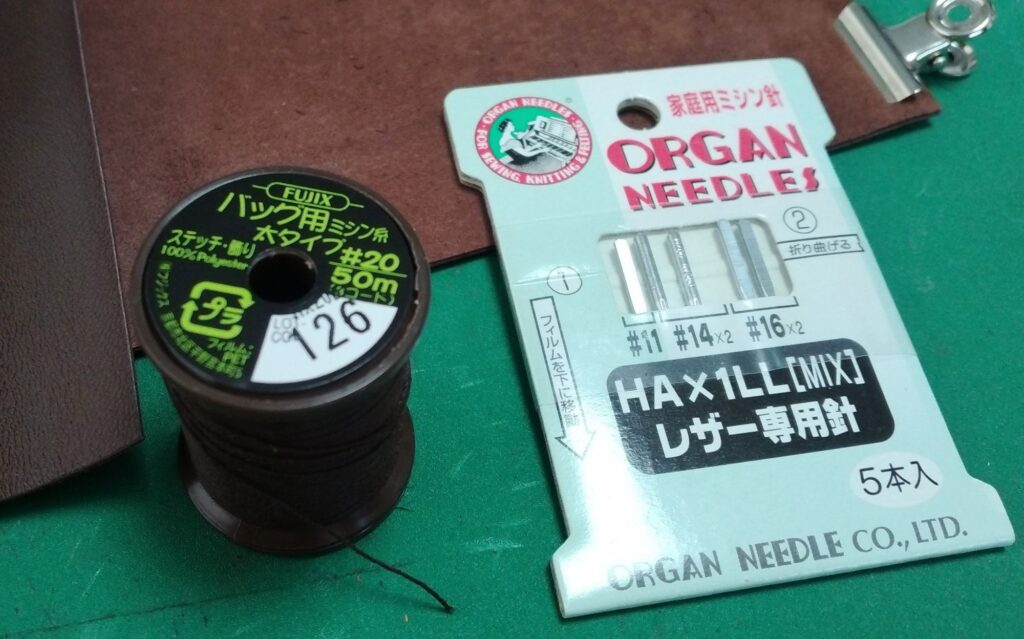 FUJIX
バッグ用ミシン糸
太タイプ #20
ステッチ・飾り
100% Polyester
50m
プラ
126
家庭用ミシン針
ORGAN
NEEDLES
ORGAN NEEDLES
FOR SEWING, KNITTING & FELTING
②
折り曲げる
①
フィルムを下に移動
#11 #14×2 #16×2
HA×1LL[MIX]
レザー専用針
5本入
ORGAN NEEDLE CO., LTD.